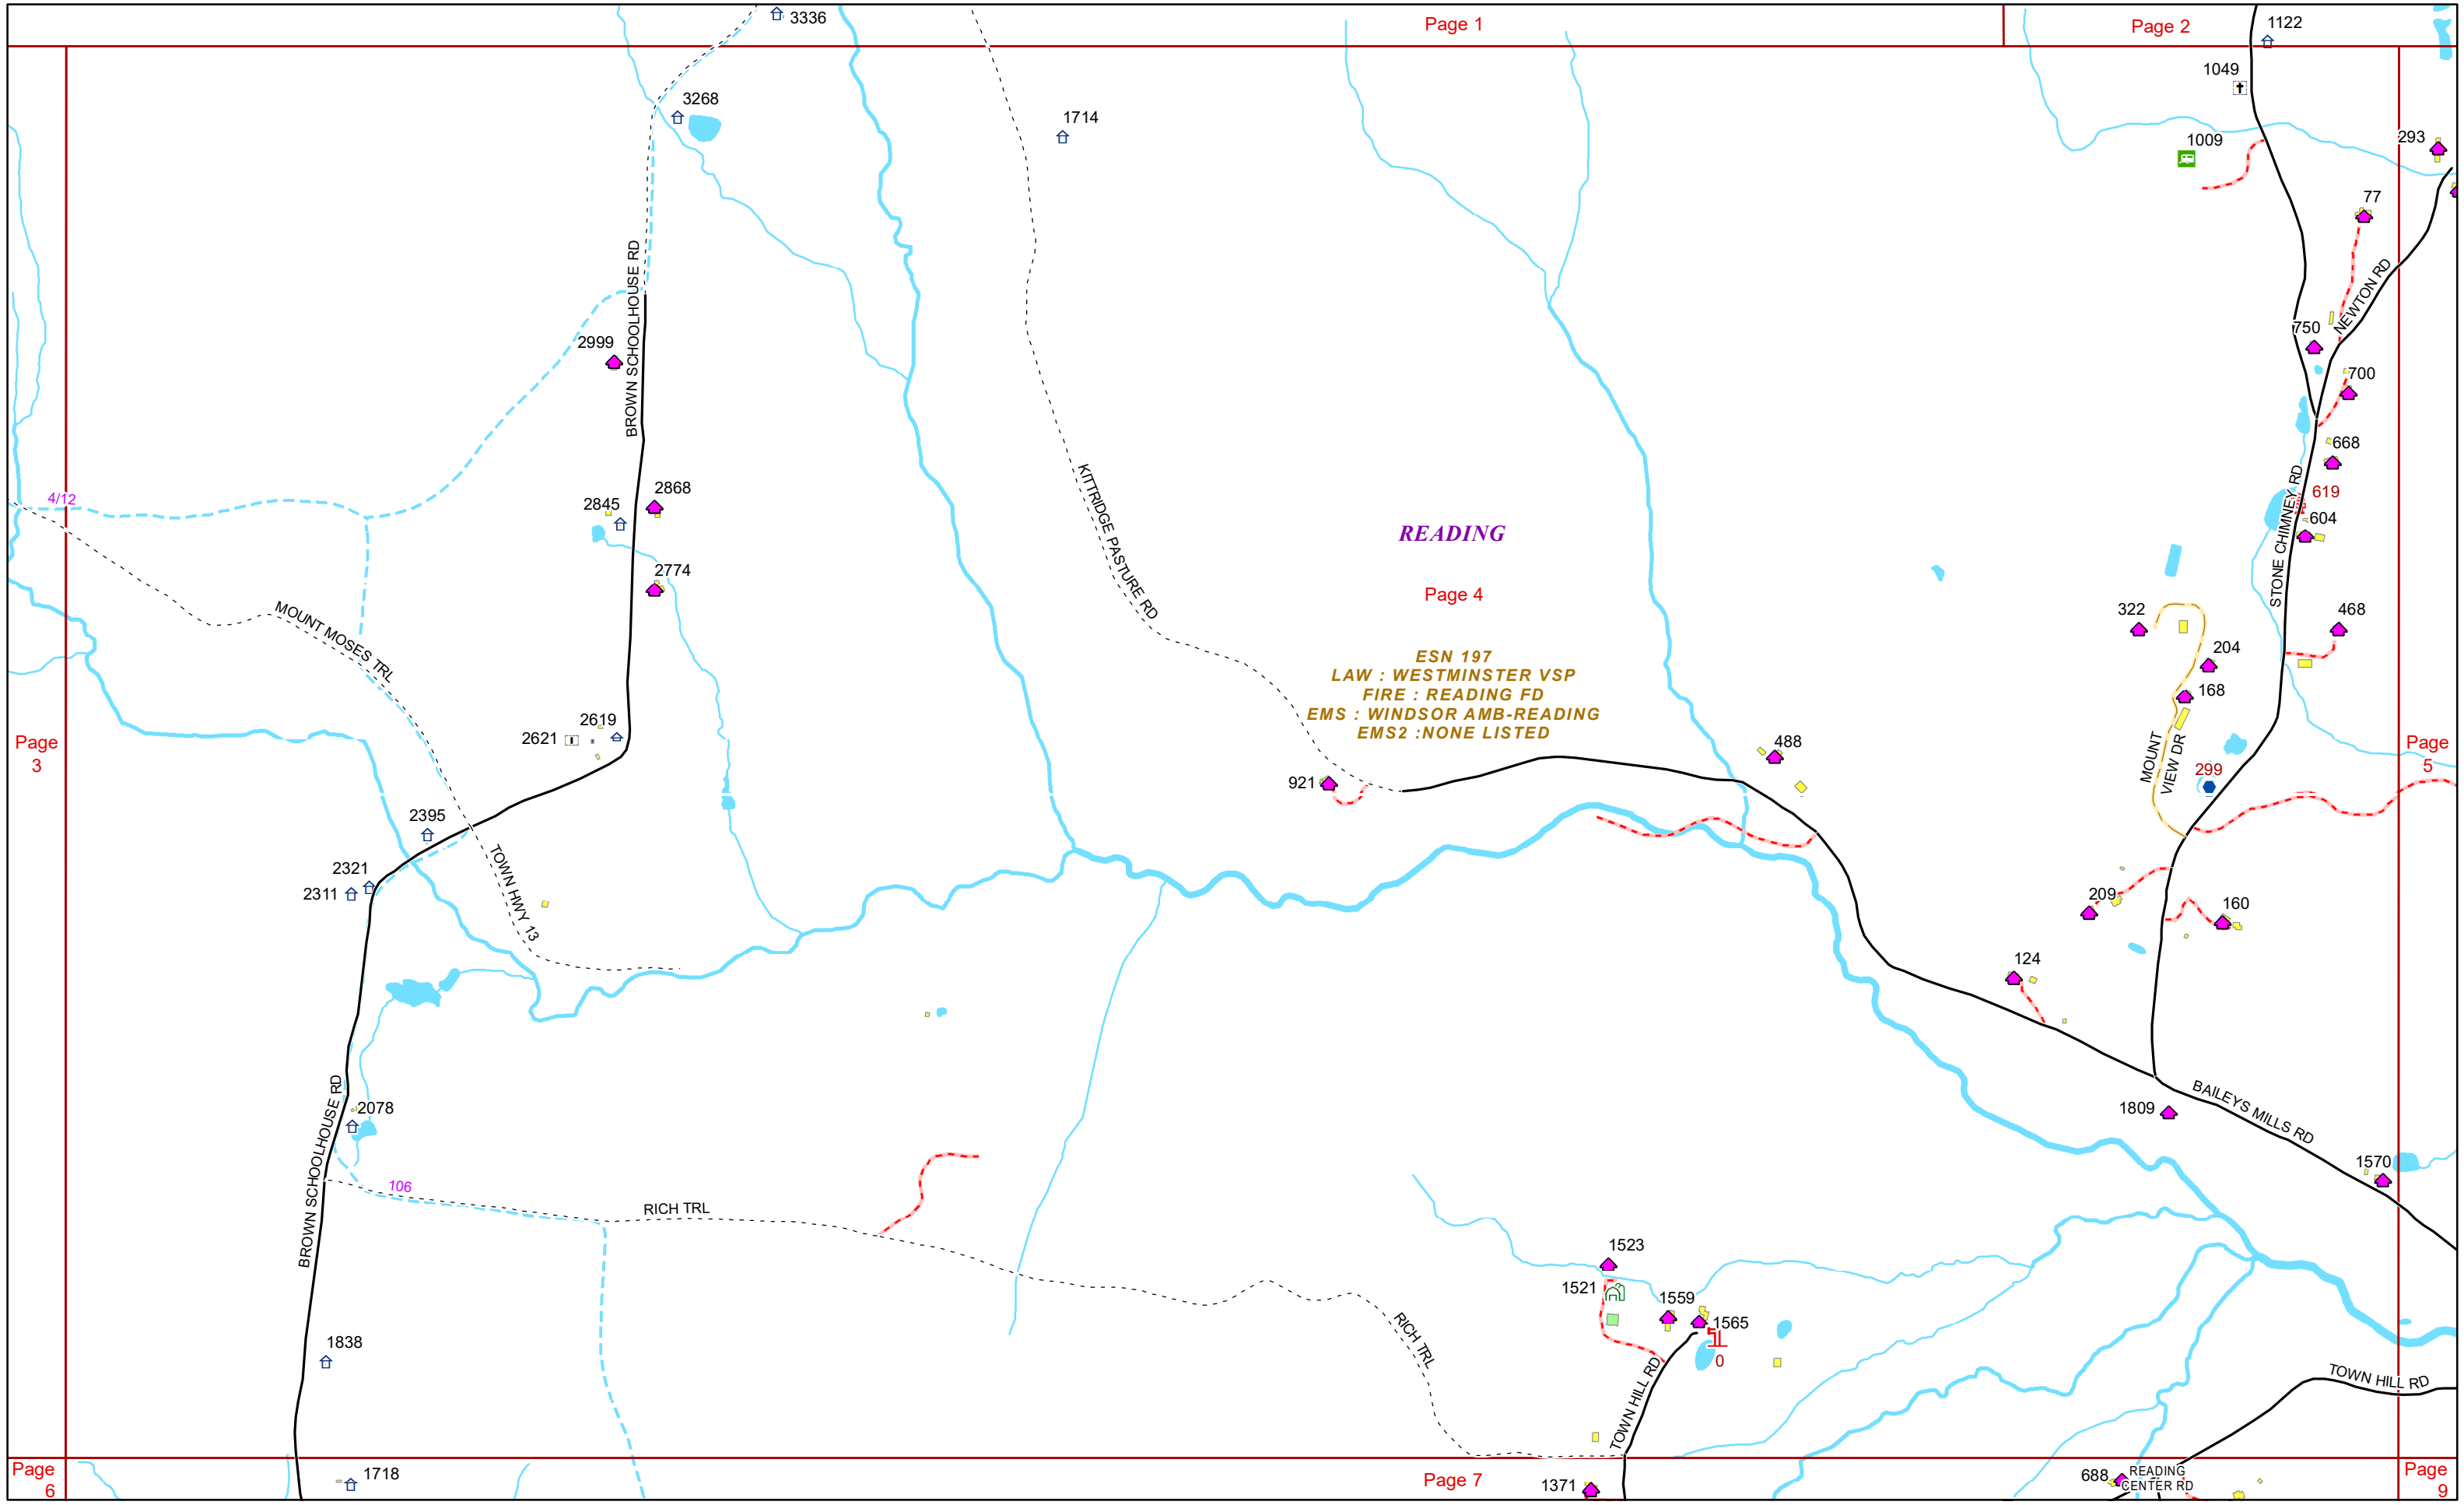 3336
Page 1
Page 2
1122
1049
3268
1714
1009
293
77
BROWN SCHOOLHOUSE RD
NEWTON RD
2999
750
700
KITTRIDGE PASTURE RD
668
4/12
2868
2845
619
STONE CHIMNEY RD
604
READING
2774
Page 4
MOUNT MOSES TRL
322
468
204
168
ESN 197
LAW : WESTMINSTER VSP
FIRE : READING FD
EMS : WINDSOR AMB-READING
EMS2 :NONE LISTED
2619
2621
488
MOUNT
VIEW DR
Page
3
Page
5
299
921
2395
TOWN HWY 13
2321
2311
209
160
124
2078
BROWN SCHOOLHOUSE RD
BAILEYS MILLS RD
1809
1570
106
RICH TRL
1523
1521
1559
1565
0
RICH TRL
1838
TOWN HILL RD
TOWN HILL RD
Page
6
1718
Page 7
1371
688
READING
CENTER RD
Page
9